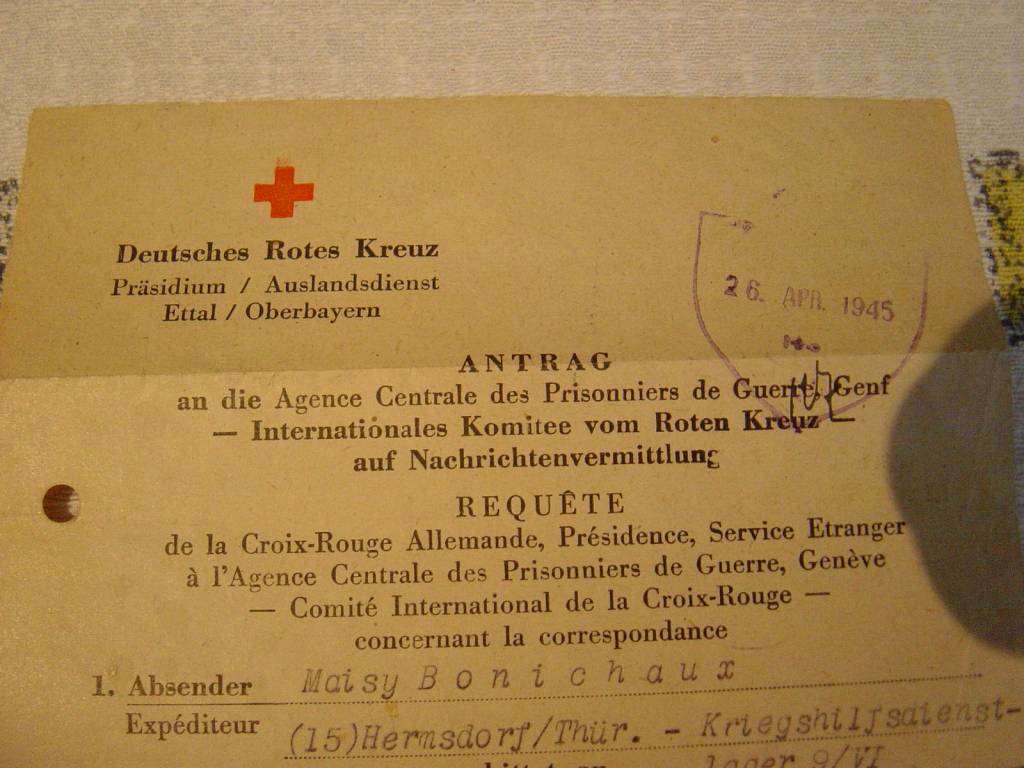 Deutsches Rotes Kreuz
Präsidium / Auslandsdienst
Ettal / Oberbayern
26. APR. 1945
ANTRAG
an die Agence Centrale des Prisonniers de Guerre, Genf
— Internationales Komitee vom Roten Kreuz —
auf Nachrichtenvermittlung
REQUÊTE
de la Croix-Rouge Allemande, Présidence, Service Etranger
à l'Agence Centrale des Prisonniers de Guerre, Genève
— Comité International de la Croix-Rouge —
concernant la correspondance
1. Absender Maisy Bonichaux
Expéditeur (15)Hermsdorf/Thür. - Kriegshilfsdienst-
lager 9/VI